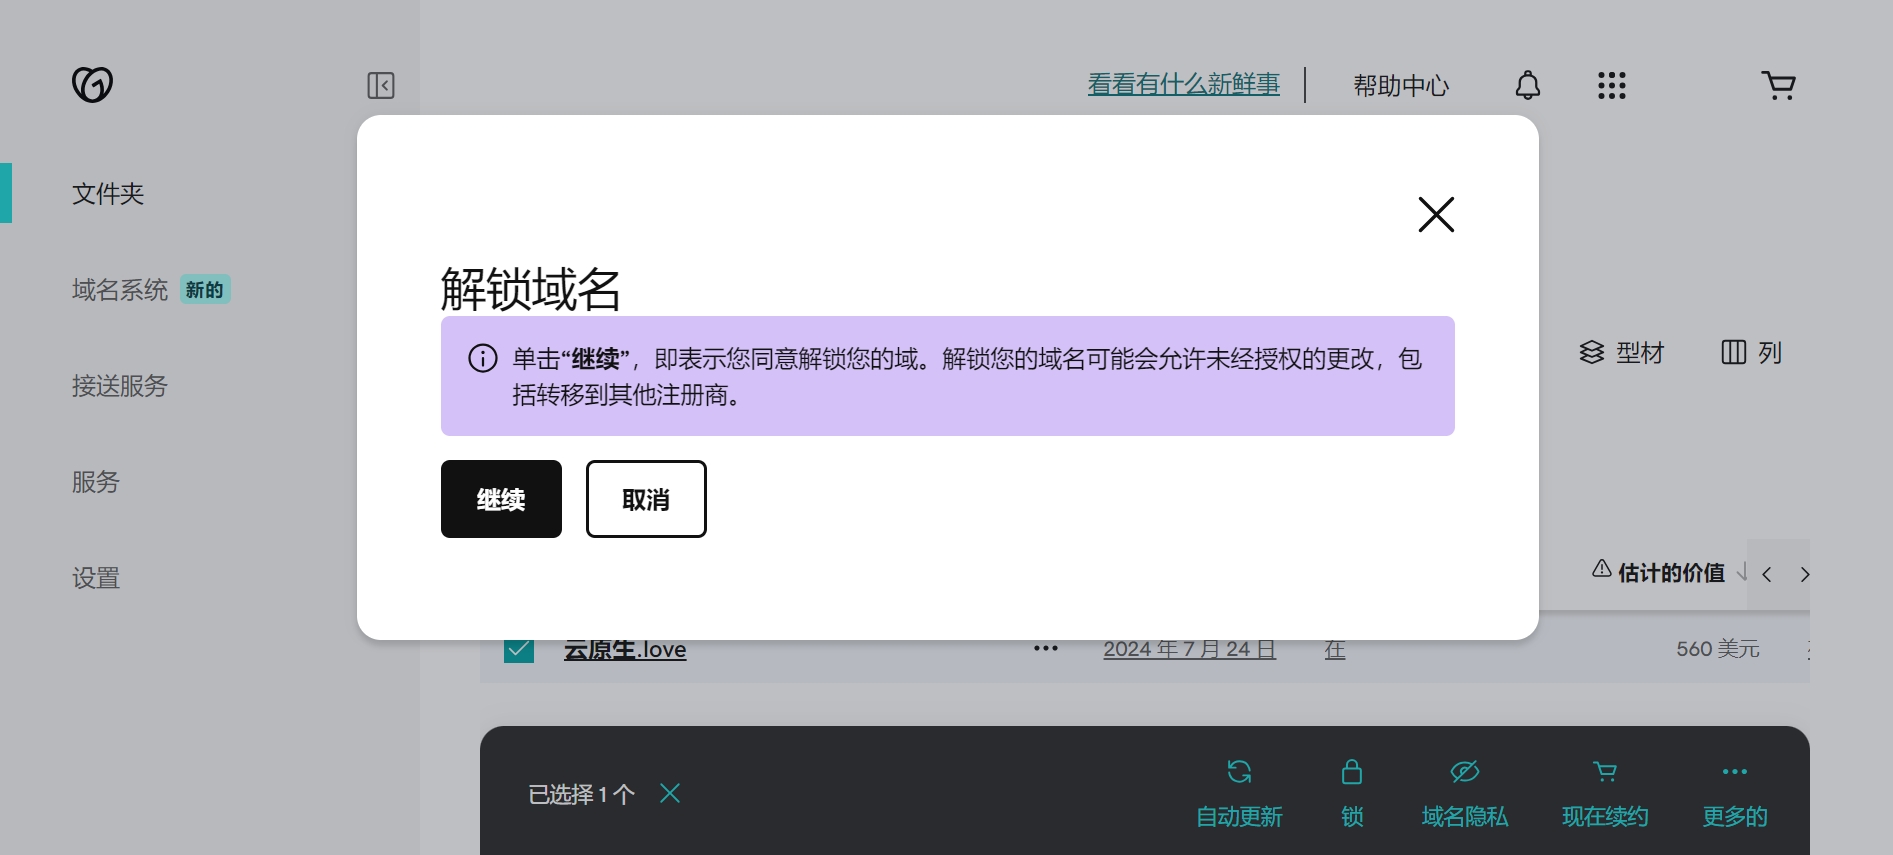 看看有什么新鲜事
帮助中心
文件夹
域名系统 新的
接送服务
服务
设置
解锁域名
单击“继续”，即表示您同意解锁您的域。解锁您的域名可能会允许未经授权的更改，包
括转移到其他注册商。
继续
取消
型材
列
估计的价值
云原生.love
2024 年 7 月 24 日
在
560 美元
已选择 1 个
自动更新
锁
域名隐私
现在续约
更多的